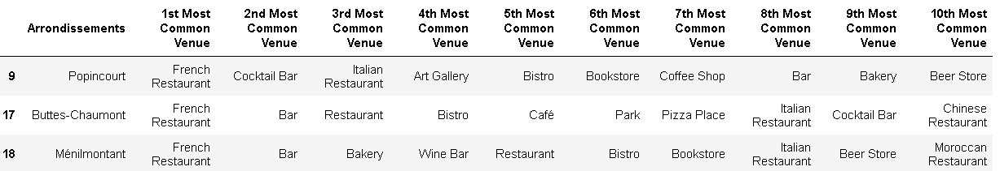 Arrondissements 1st Most Common Venue 2nd Most Common Venue 3rd Most Common Venue 4th Most Common Venue 5th Most Common Venue 6th Most Common Venue 7th Most Common Venue 8th Most Common Venue 9th Most Common Venue 10th Most Common Venue
9 Popincourt French Restaurant Cocktail Bar Italian Restaurant Art Gallery Bistro Bookstore Coffee Shop Bar Bakery Beer Store
17 Buttes-Chaumont French Restaurant Bar Restaurant Bistro Café Park Pizza Place Italian Restaurant Cocktail Bar Chinese Restaurant
18 Ménilmontant French Restaurant Bar Bakery Wine Bar Restaurant Bistro Bookstore Italian Restaurant Beer Store Moroccan Restaurant